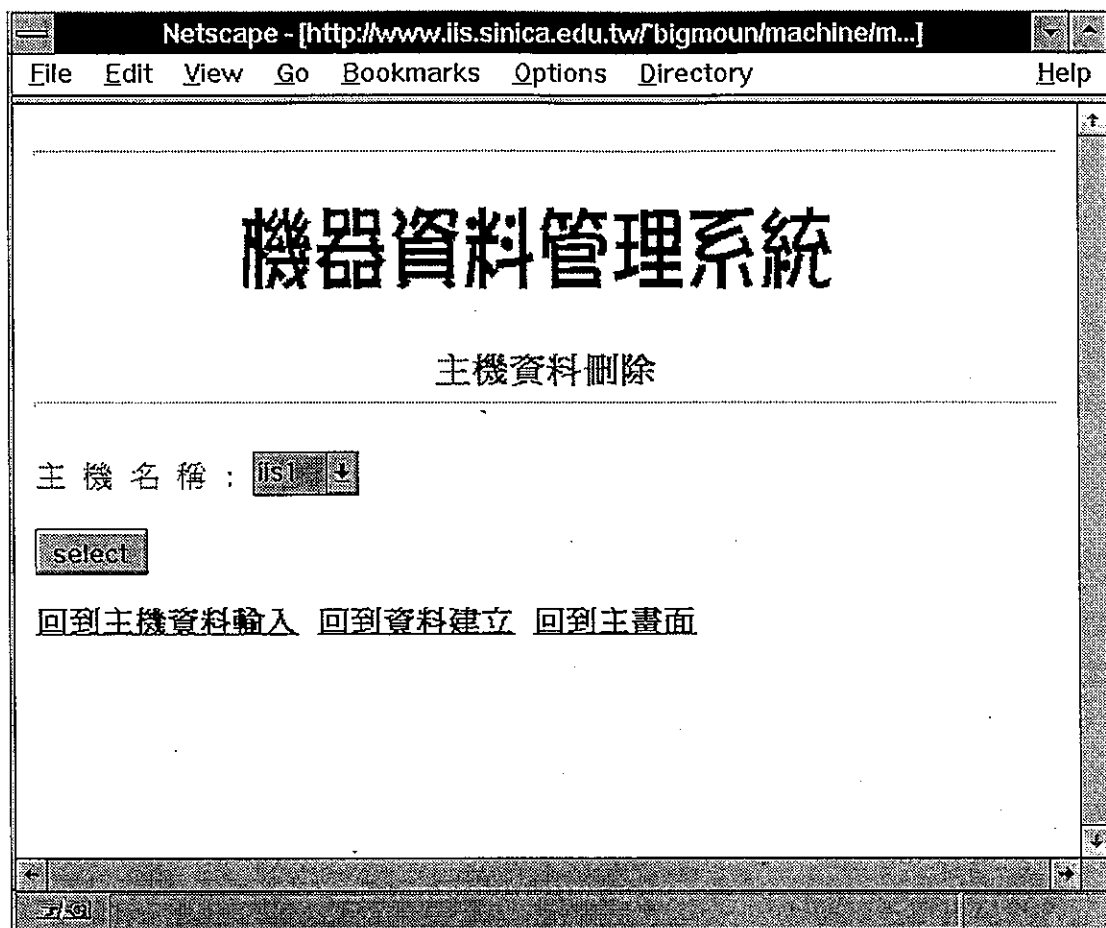 Netscape - [http://www.iis.sinica.edu.tw/~bigmoun/machine/m...]
File Edit View Go Bookmarks Options Directory Help
機器資料管理系統
主機資料刪除
主 機 名 稱 : iis1
select
回到主機資料輸入 回到資料建立 回到主畫面